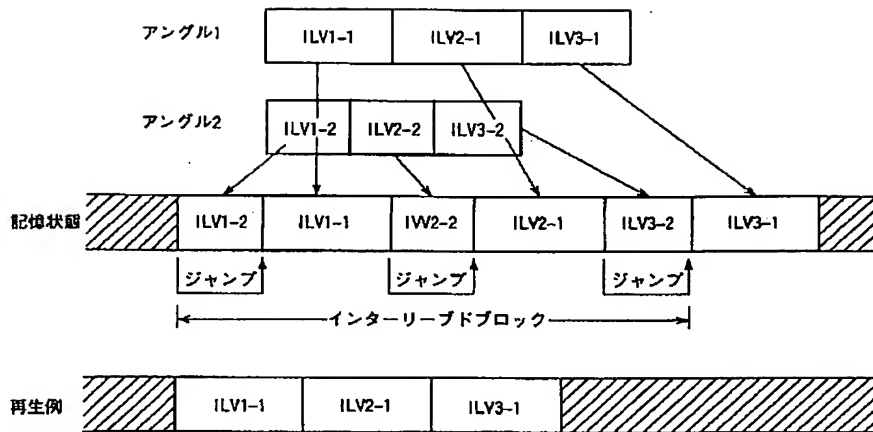 アングル1 ILV1-1 ILV2-1 ILV3-1
アングル2 ILV1-2 ILV2-2 ILV3-2
記憶状態 ILV1-2 ILV1-1 IVV2-2 ILV2-1 ILV3-2 ILV3-1
ジャンプ ジャンプ ジャンプ
インターリーブドブロック
再生例 ILV1-1 ILV2-1 ILV3-1